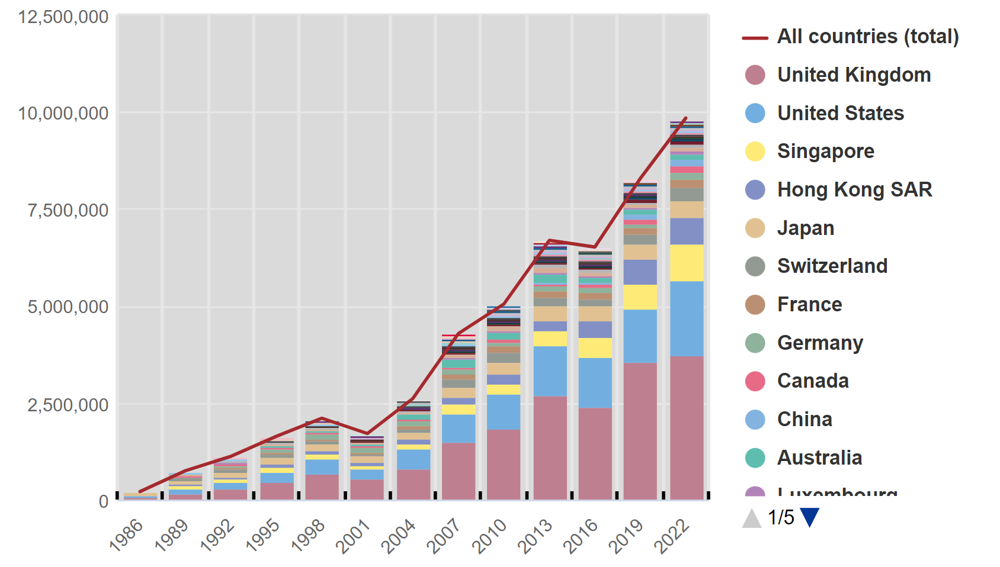 12,500,000
10,000,000
7,500,000
5,000,000
2,500,000
0
1986
1989
1992
1995
1998
2001
2004
2007
2010
2013
2016
2019
2022
All countries (total)
United Kingdom
United States
Singapore
Hong Kong SAR
Japan
Switzerland
France
Germany
Canada
China
Australia
Luxembourg
1/5